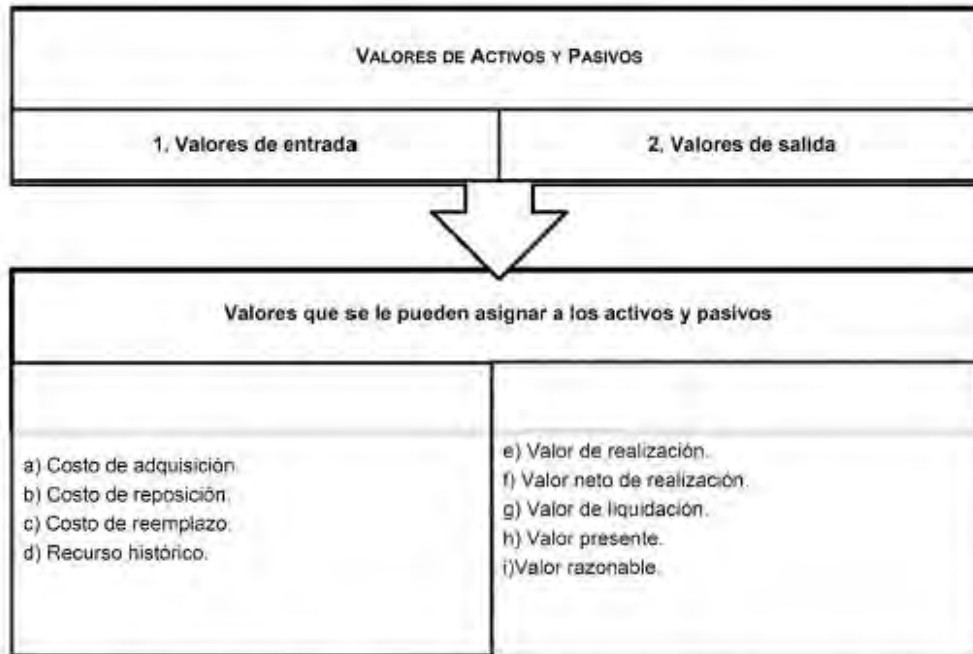 VALORES DE ACTIVOS Y PASIVOS
1. Valores de entrada
2. Valores de salida
Valores que se le pueden asignar a los activos y pasivos
a) Costo de adquisición.
b) Costo de reposición.
c) Costo de reemplazo.
d) Recurso histórico.
e) Valor de realización.
f) Valor neto de realización.
g) Valor de liquidación.
h) Valor presente.
i)Valor razonable.